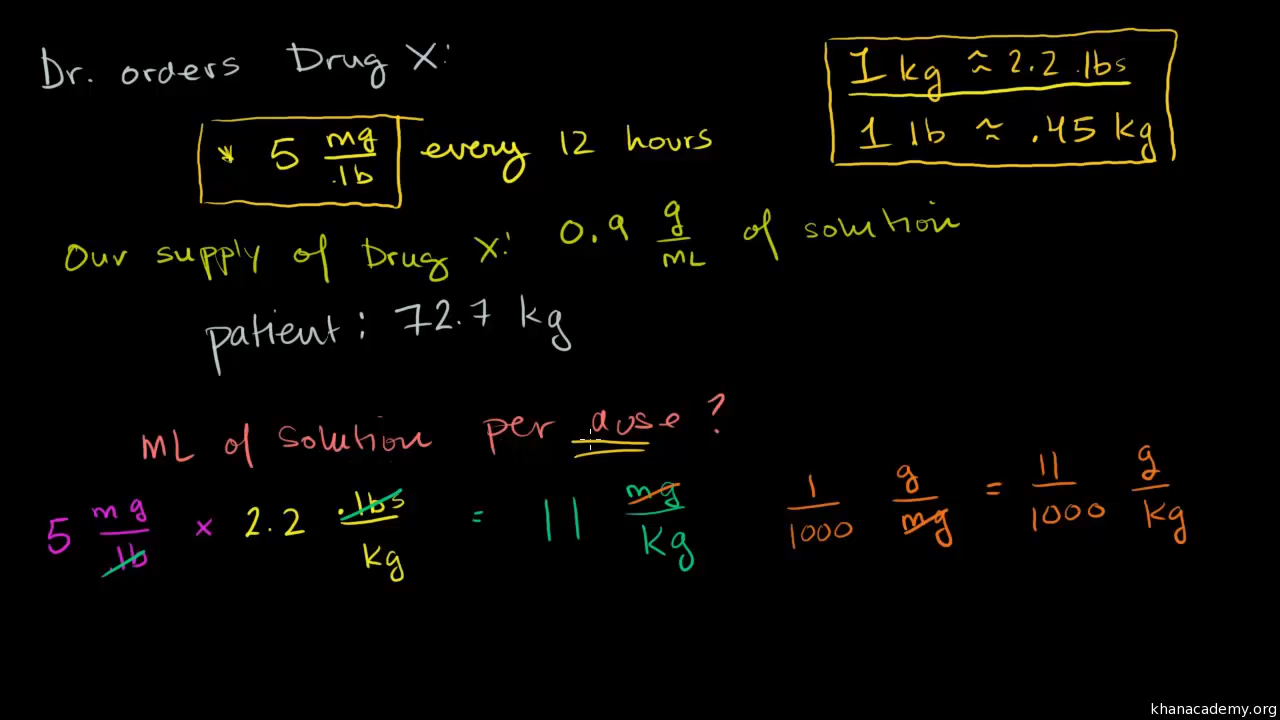 Dr. orders Drug X:
1 kg ≈ 2.2 lbs
1 lb ≈ .45 kg
* 5 mg/lb every 12 hours
Our supply of Drug X: 0.9 g/mL of solution
patient: 72.7 kg
mL of solution per dose?
5 mg/lb × 2.2 lbs/kg = 11 mg/kg 1/1000 g/mg = 11/1000 g/kg
khanacademy.org